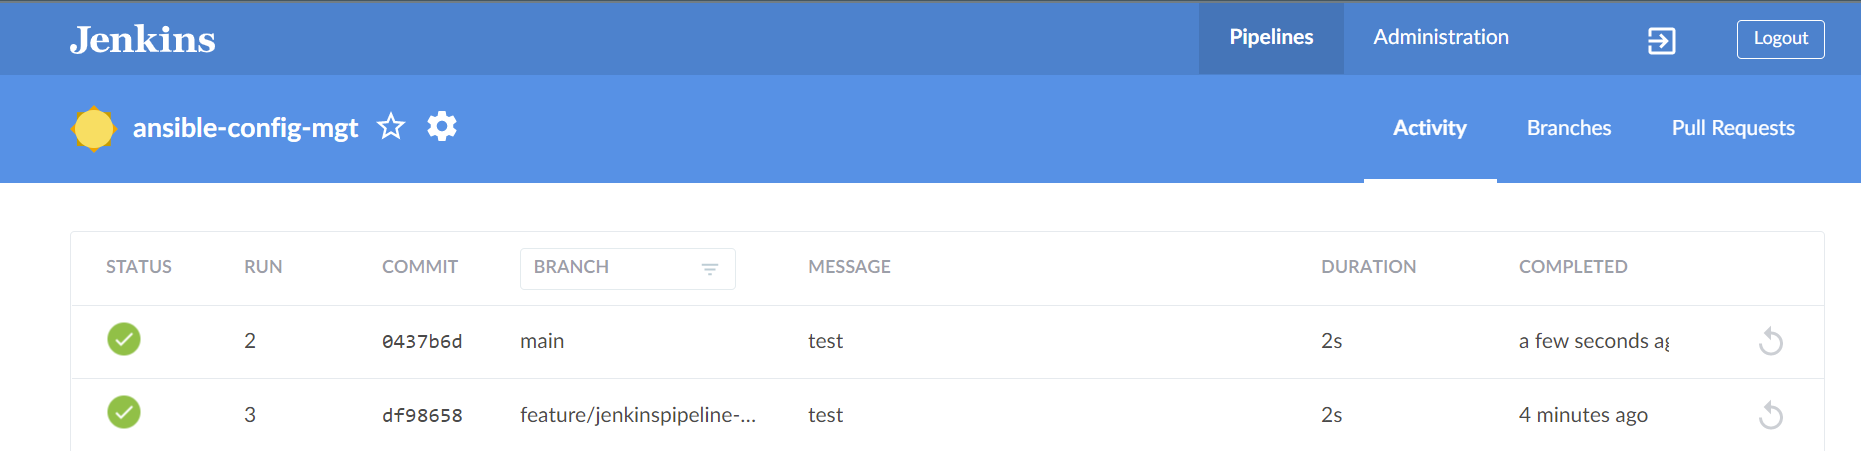 Jenkins Pipelines Administration Logout
ansible-config-mgt Activity Branches Pull Requests
STATUS RUN COMMIT BRANCH MESSAGE DURATION COMPLETED
2 0437b6d main test 2s a few seconds
3 df98658 feature/jenkinspipeline-... test 2s 4 minutes ago